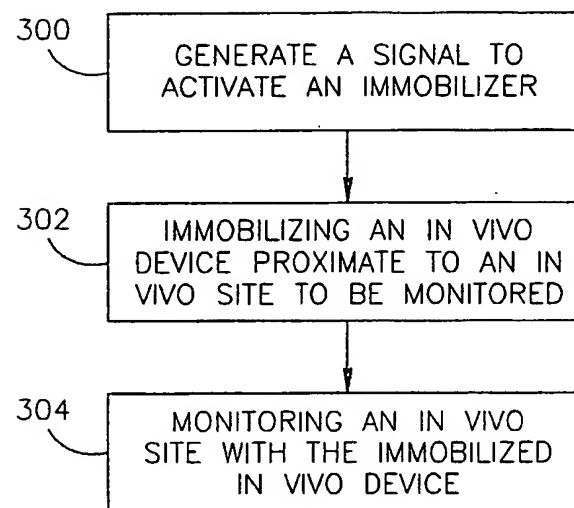 300
GENERATE A SIGNAL TO
ACTIVATE AN IMMOBILIZER
302
IMMOBILIZING AN IN VIVO
DEVICE PROXIMATE TO AN IN
VIVO SITE TO BE MONITORED
304
MONITORING AN IN VIVO
SITE WITH THE IMMOBILIZED
IN VIVO DEVICE